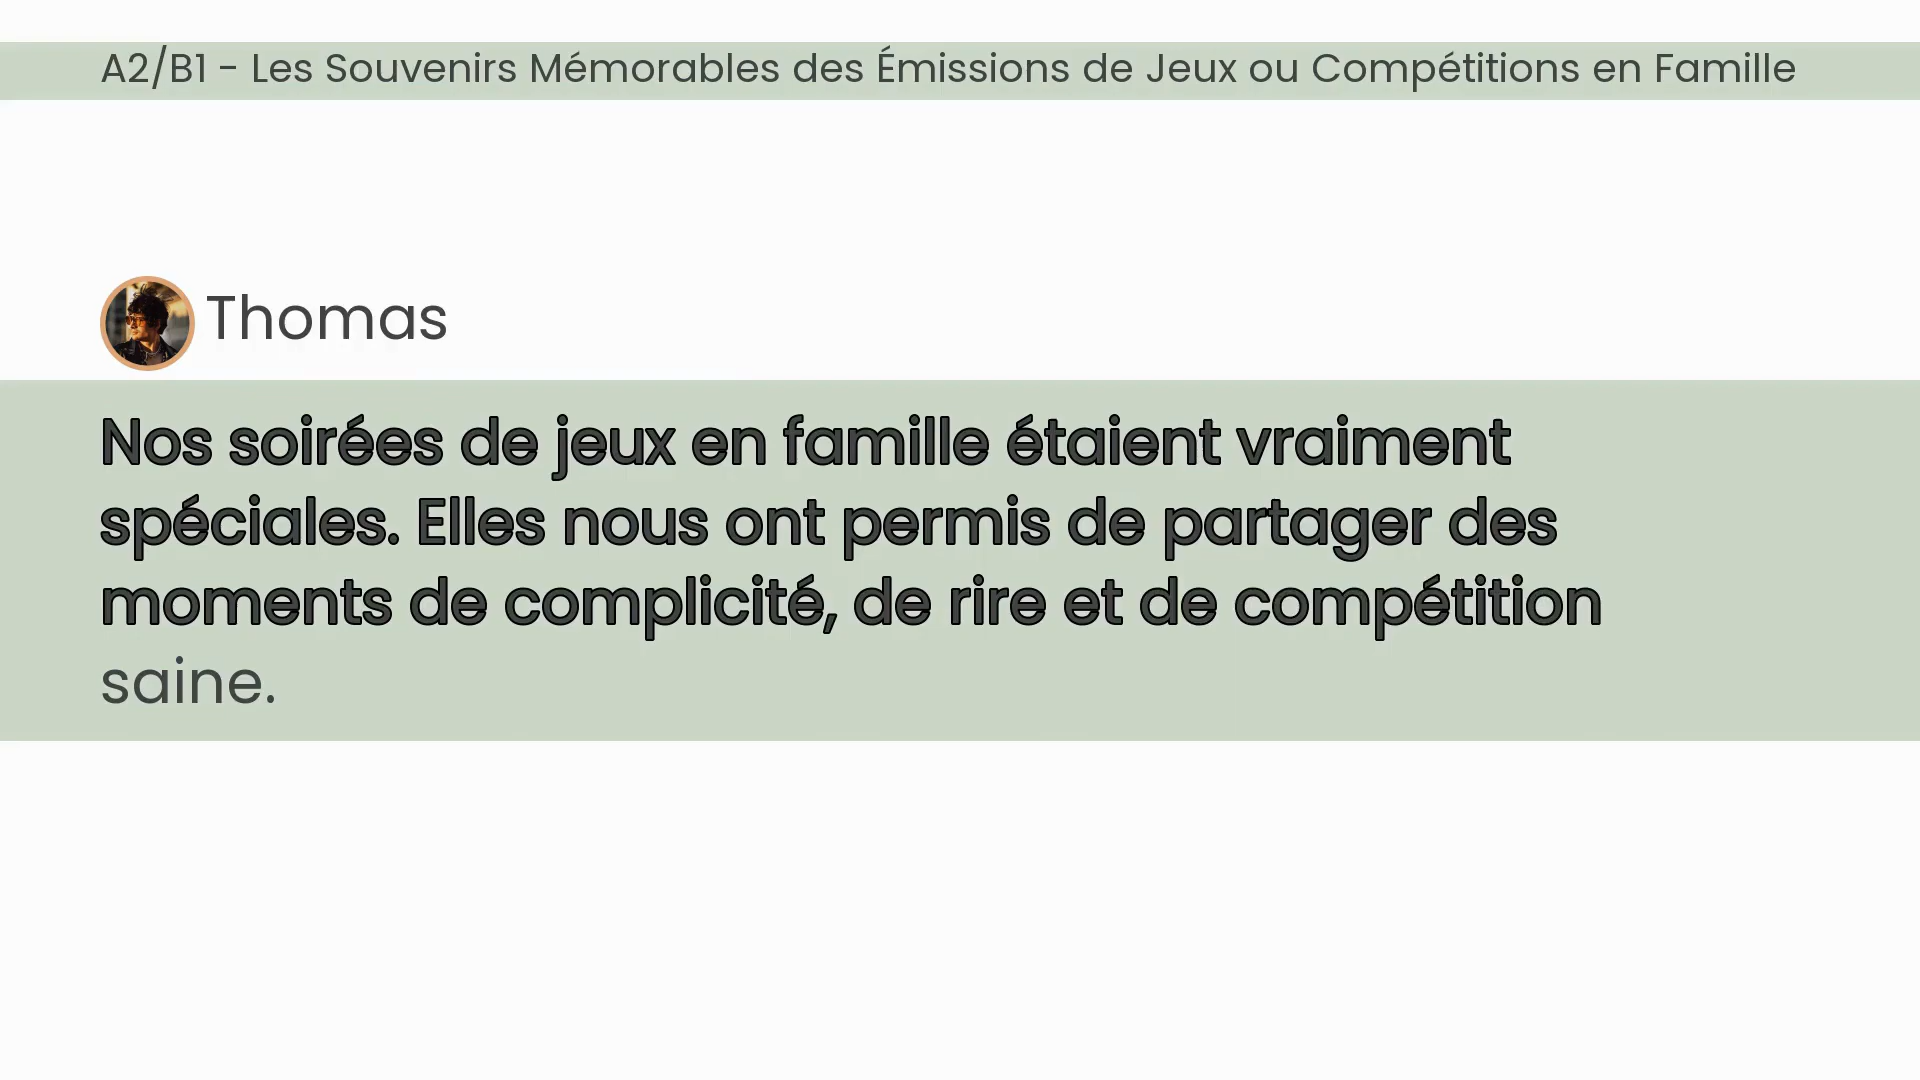 A2/B1 - Les Souvenirs Mémorables des Émissions de Jeux ou Compétitions en Famille
Thomas
Nos soirées de jeux en famille étaient vraiment
spéciales. Elles nous ont permis de partager des
moments de complicité, de rire et de compétition
saine.